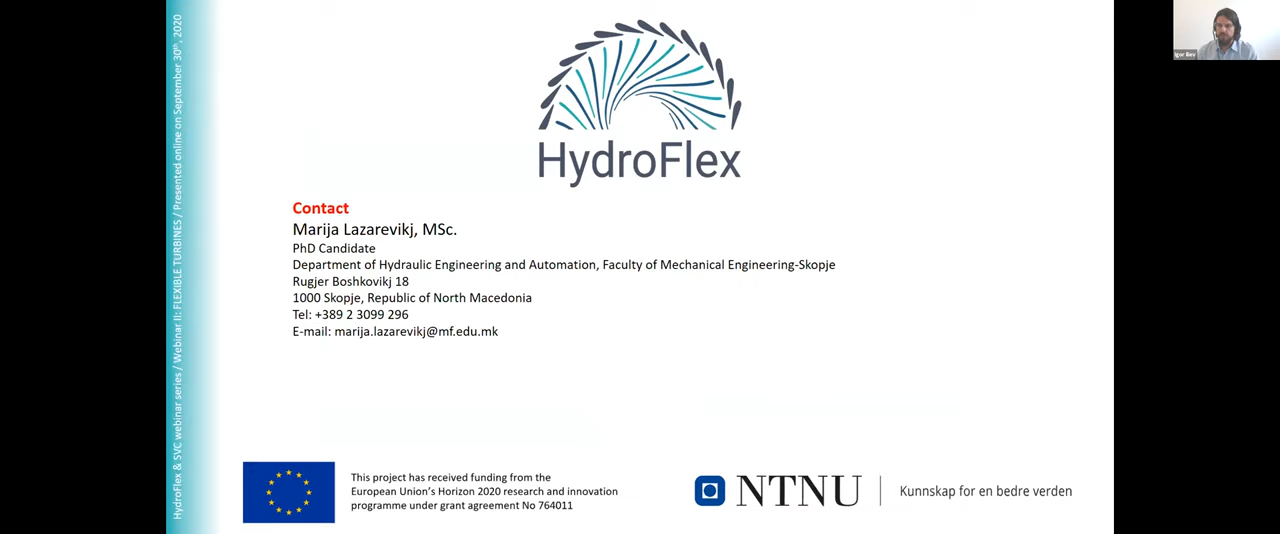 HydroFlex & SVC webinar series / Webinar II: FLEXIBLE TURBINES / Presented online on September 30th, 2020
Igor Iliev
HydroFlex
Contact
Marija Lazarevikj, MSc.
PhD Candidate
Department of Hydraulic Engineering and Automation, Faculty of Mechanical Engineering-Skopje
Rugjer Boshkovikj 18
1000 Skopje, Republic of North Macedonia
Tel: +389 2 3099 296
E-mail: marija.lazarevikj@mf.edu.mk
This project has received funding from the
European Union's Horizon 2020 research and innovation
programme under grant agreement No 764011
NTNU
Kunnskap for en bedre verden